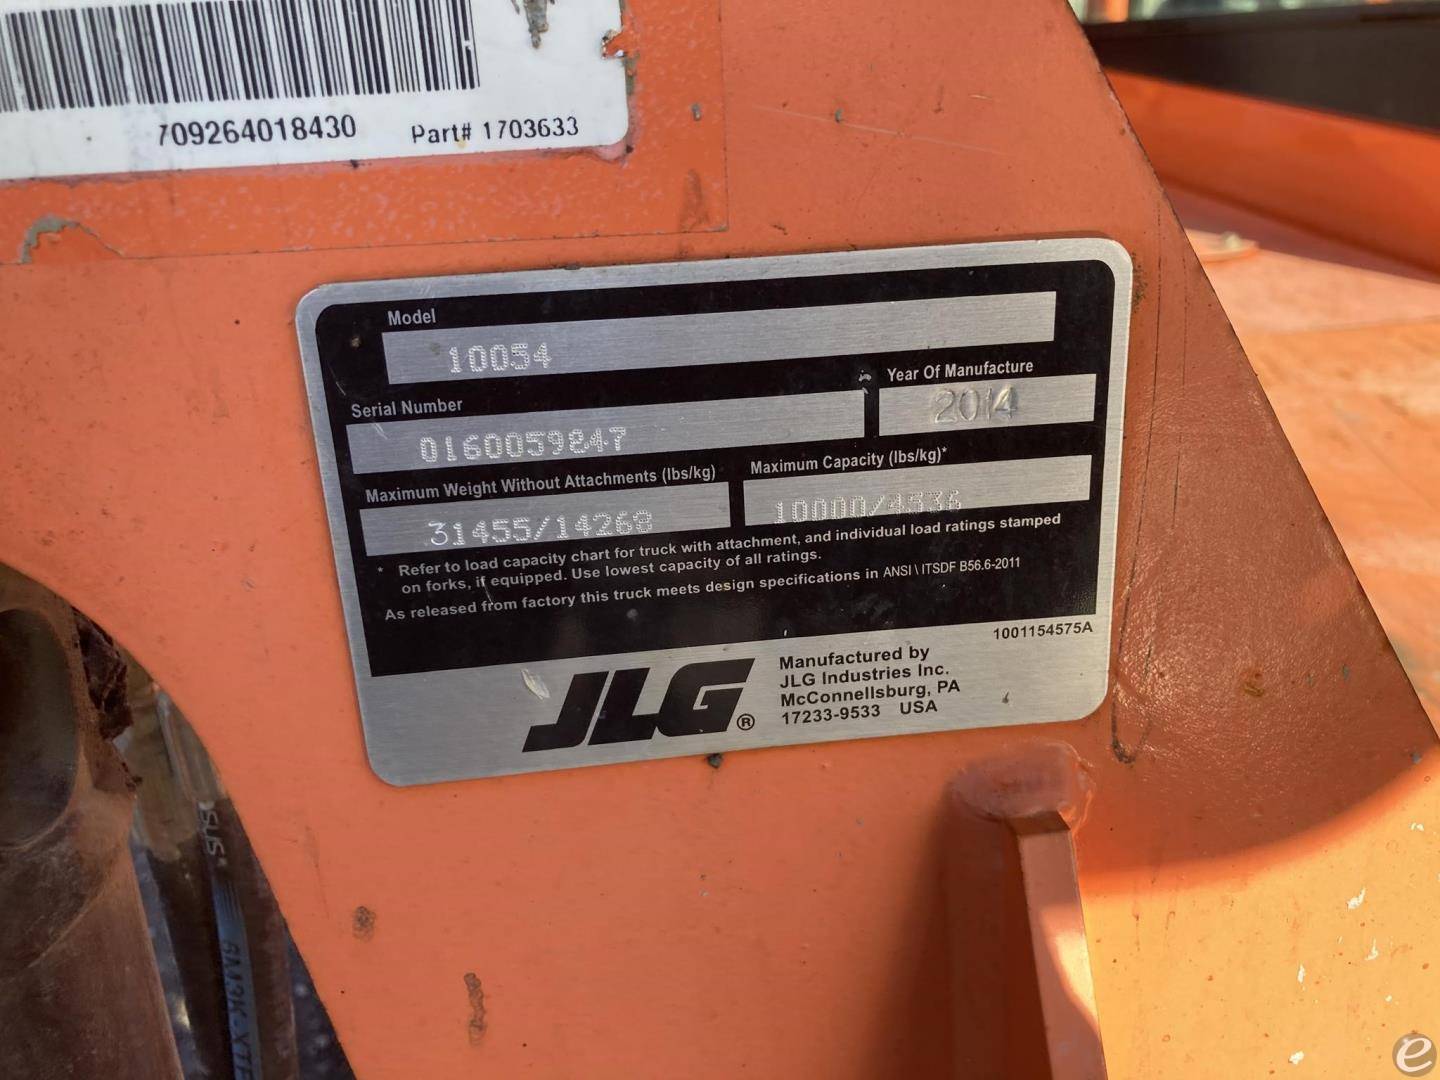 709264018430 Part# 1703633
Model
10054
Serial Number
0160059847
Year Of Manufacture
2014
Maximum Weight Without Attachments (lbs/kg)
31455/14268
Maximum Capacity (lbs/kg)*
10000/4536
* Refer to load capacity chart for truck with attachment, and individual load ratings stamped
on forks, if equipped. Use lowest capacity of all ratings.
As released from factory this truck meets design specifications in ANSI \ ITSDF B56.6-2011
1001154575A
JLG®
Manufactured by
JLG Industries Inc.
McConnellsburg, PA
17233-9533 USA
e